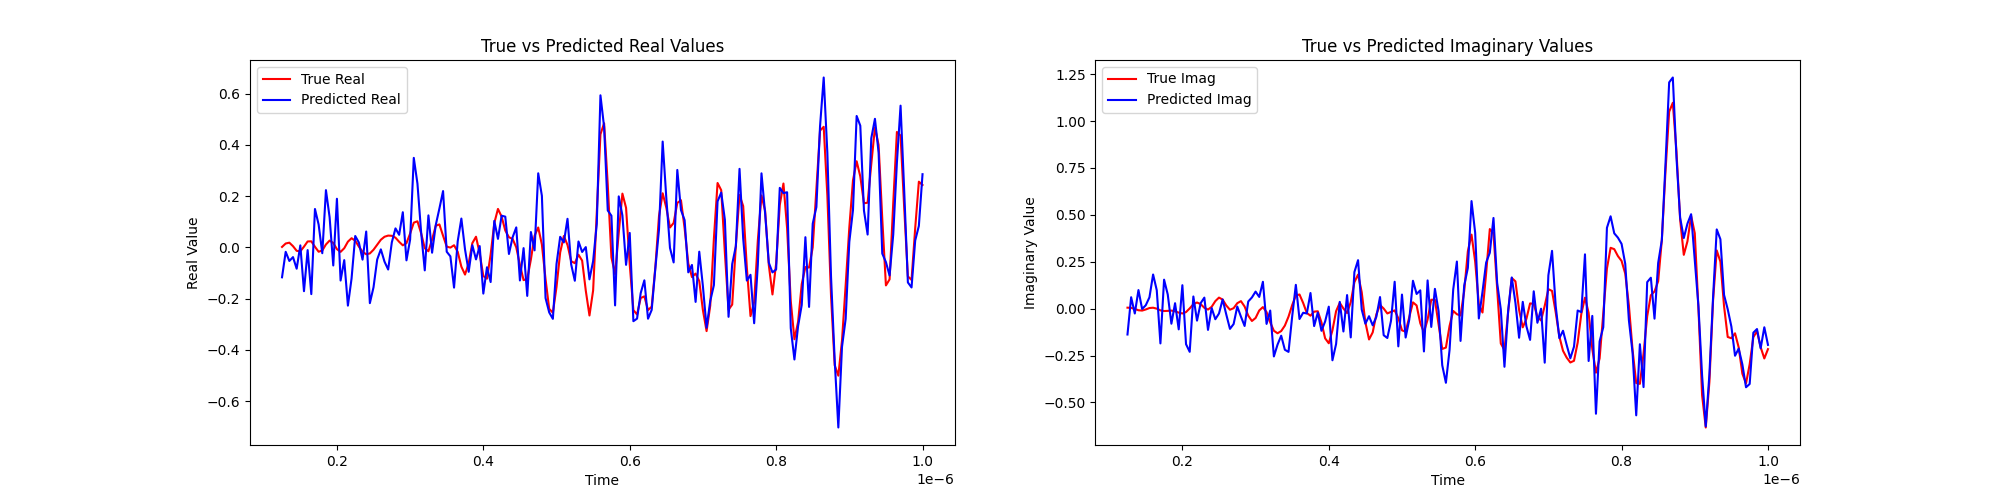 True vs Predicted Real Values
True Real
Predicted Real
Real Value
0.6
0.4
0.2
0.0
−0.2
−0.4
−0.6
0.2 0.4 0.6 0.8 1.0
1e−6
Time
True vs Predicted Imaginary Values
True Imag
Predicted Imag
Imaginary Value
1.25
1.00
0.75
0.50
0.25
0.00
−0.25
−0.50
0.2 0.4 0.6 0.8 1.0
1e−6
Time